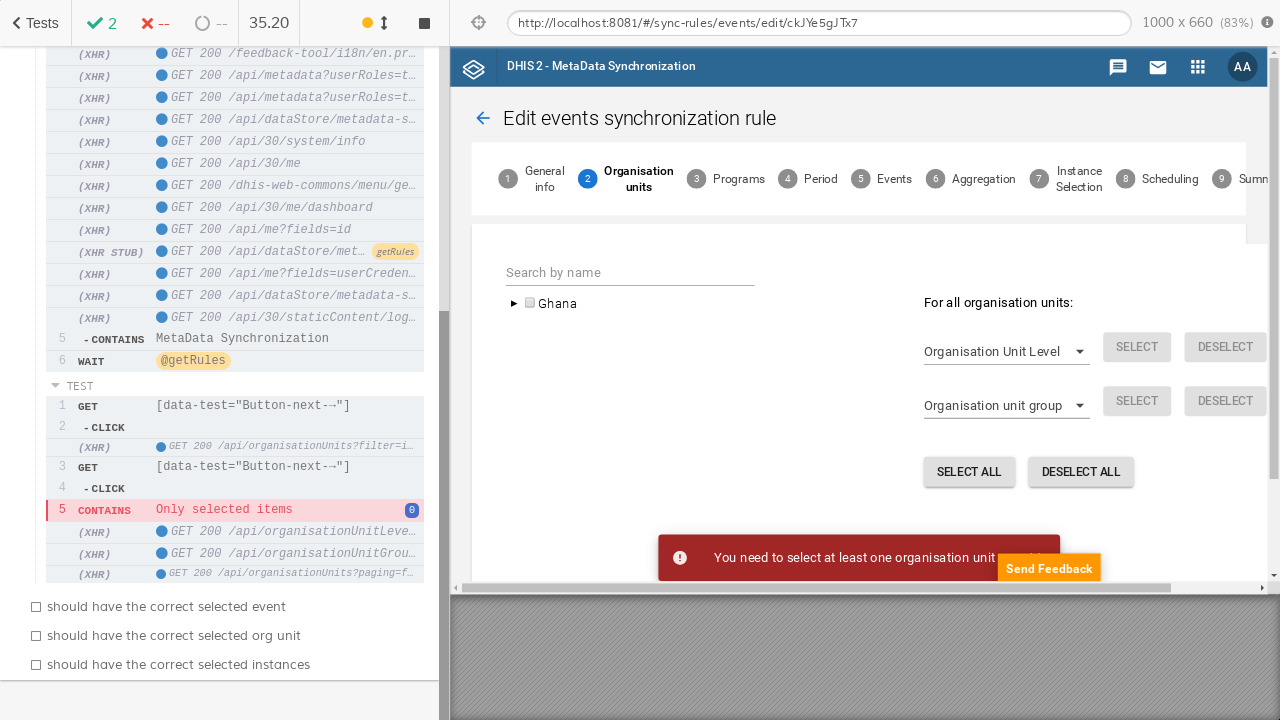 Tests
2
--
--
35.20
http://localhost:8081/#/sync-rules/events/edit/ckJYe5gJTx7
1000 x 660 (83%)
(XHR) GET 200 /feedback-tool/i18n/en.pr…
(XHR) GET 200 /api/metadata?userRoles=t…
(XHR) GET 200 /api/metadata?userRoles=t…
(XHR) GET 200 /api/dataStore/metadata-s…
(XHR) GET 200 /api/30/system/info
(XHR) GET 200 /api/30/me
(XHR) GET 200 /dhis-web-commons/menu/ge…
(XHR) GET 200 /api/30/me/dashboard
(XHR) GET 200 /api/me?fields=id
(XHR STUB) GET 200 /api/dataStore/met… getRules
(XHR) GET 200 /api/me?fields=userCreden…
(XHR) GET 200 /api/dataStore/metadata-s…
(XHR) GET 200 /api/30/staticContent/log…
5 -CONTAINS MetaData Synchronization
6 WAIT @getRules
TEST
1 GET [data-test="Button-next-→"]
2 -CLICK
(XHR) GET 200 /api/organisationUnits?filter=i…
3 GET [data-test="Button-next-→"]
4 -CLICK
5 CONTAINS Only selected items 0
(XHR) GET 200 /api/organisationUnitLeve…
(XHR) GET 200 /api/organisationUnitGrou…
(XHR) GET 200 /api/organisationUnits?paging=f…
should have the correct selected event
should have the correct selected org unit
should have the correct selected instances
DHIS 2 - MetaData Synchronization
AA
Edit events synchronization rule
1 General info
2 Organisation units
3 Programs
4 Period
5 Events
6 Aggregation
7 Instance Selection
8 Scheduling
9 Summ
Search by name
Ghana
For all organisation units:
Organisation Unit Level SELECT DESELECT
Organisation unit group SELECT DESELECT
SELECT ALL DESELECT ALL
You need to select at least one organisation unit
Send Feedback